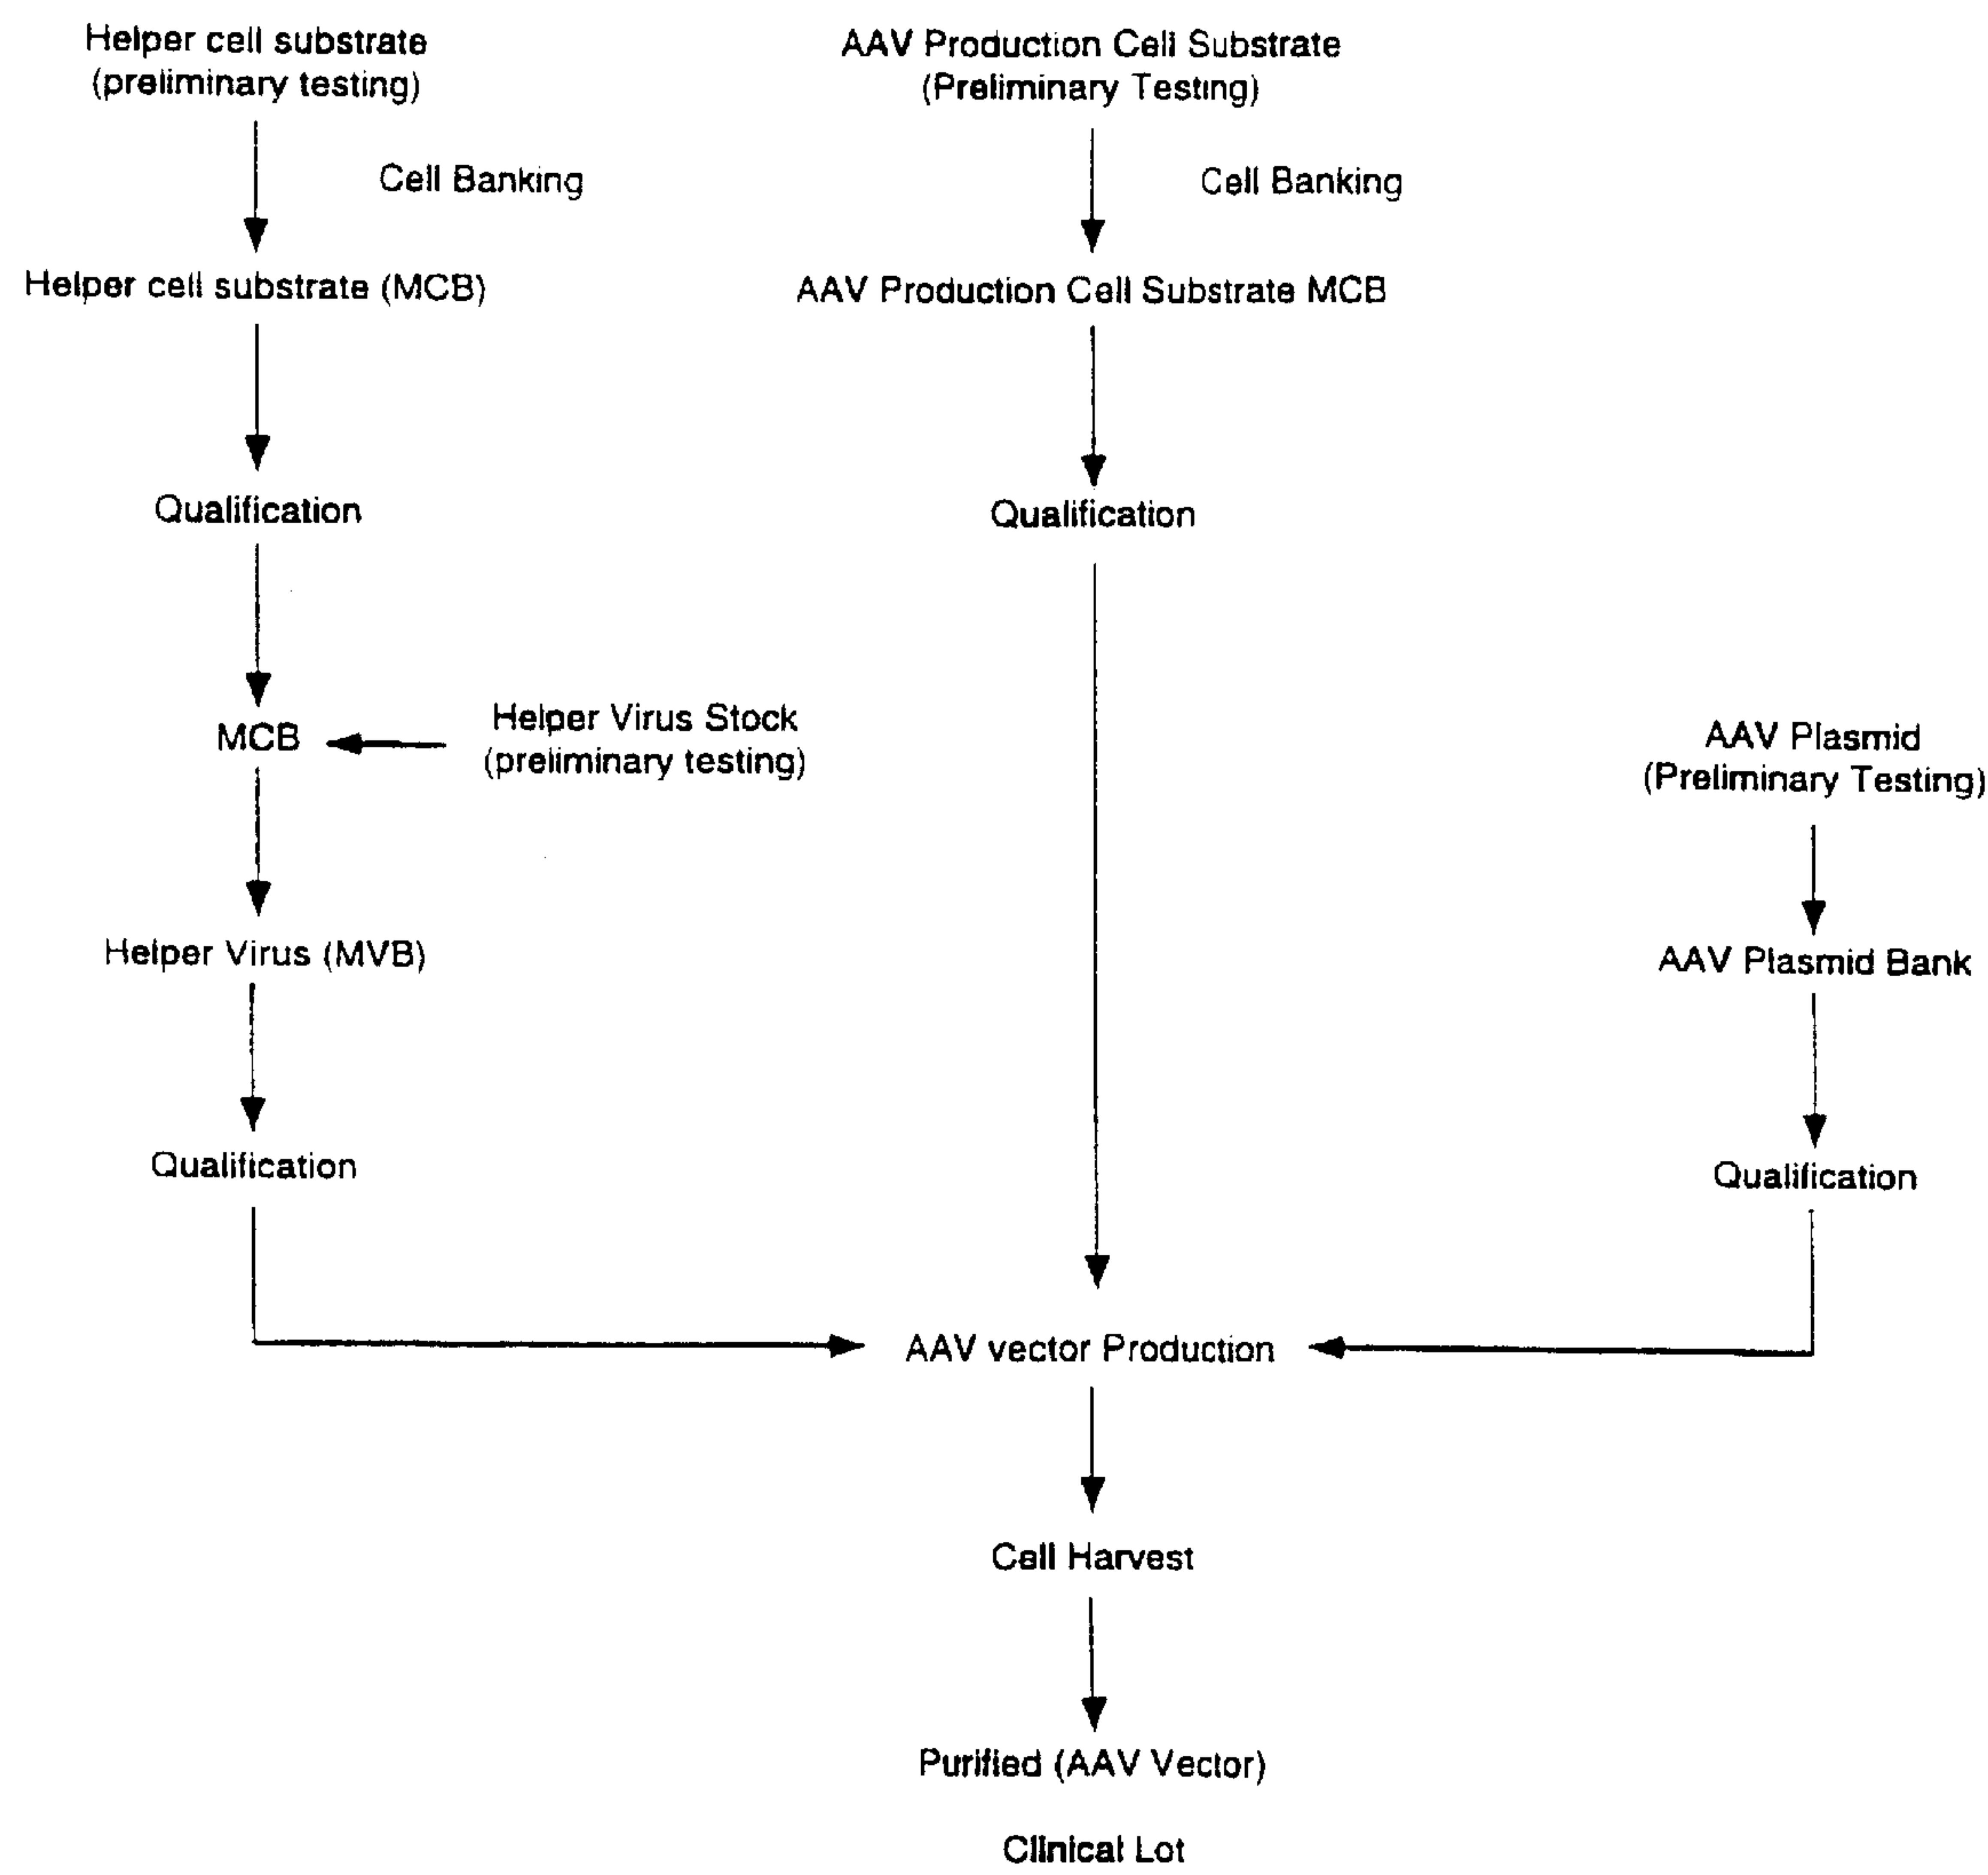 Helper cell substrate
(preliminary testing)
AAV Production Cell Substrate
(Preliminary Testing)
Cell Banking
Cell Banking
Helper cell substrate (MCB)
AAV Production Cell Substrate MCB
Qualification
Qualification
MCB
Helper Virus Stock
(preliminary testing)
AAV Plasmid
(Preliminary Testing)
Helper Virus (MVB)
AAV Plasmid Bank
Qualification
Qualification
AAV vector Production
Cell Harvest
Purified (AAV Vector)
Clinical Lot